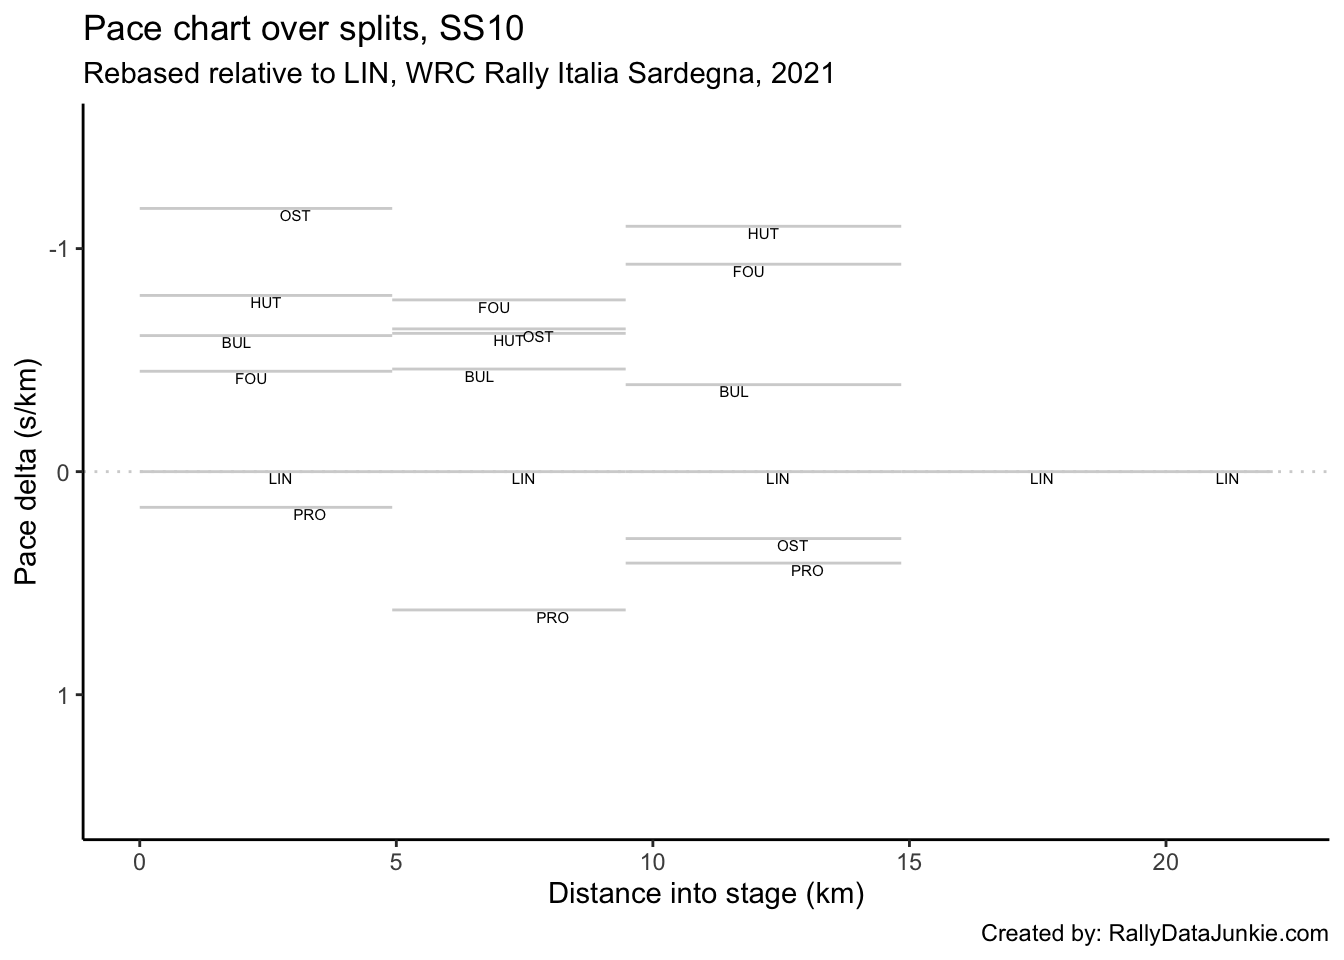 Pace chart over splits, SS10
Rebased relative to LIN, WRC Rally Italia Sardegna, 2021
Pace delta (s/km)
-1
0
1
OST
HUT
BUL
FOU
LIN
PRO
FOU
OST
HUT
BUL
LIN
PRO
HUT
FOU
BUL
LIN
OST
PRO
LIN
LIN
0 5 10 15 20
Distance into stage (km)
Created by: RallyDataJunkie.com